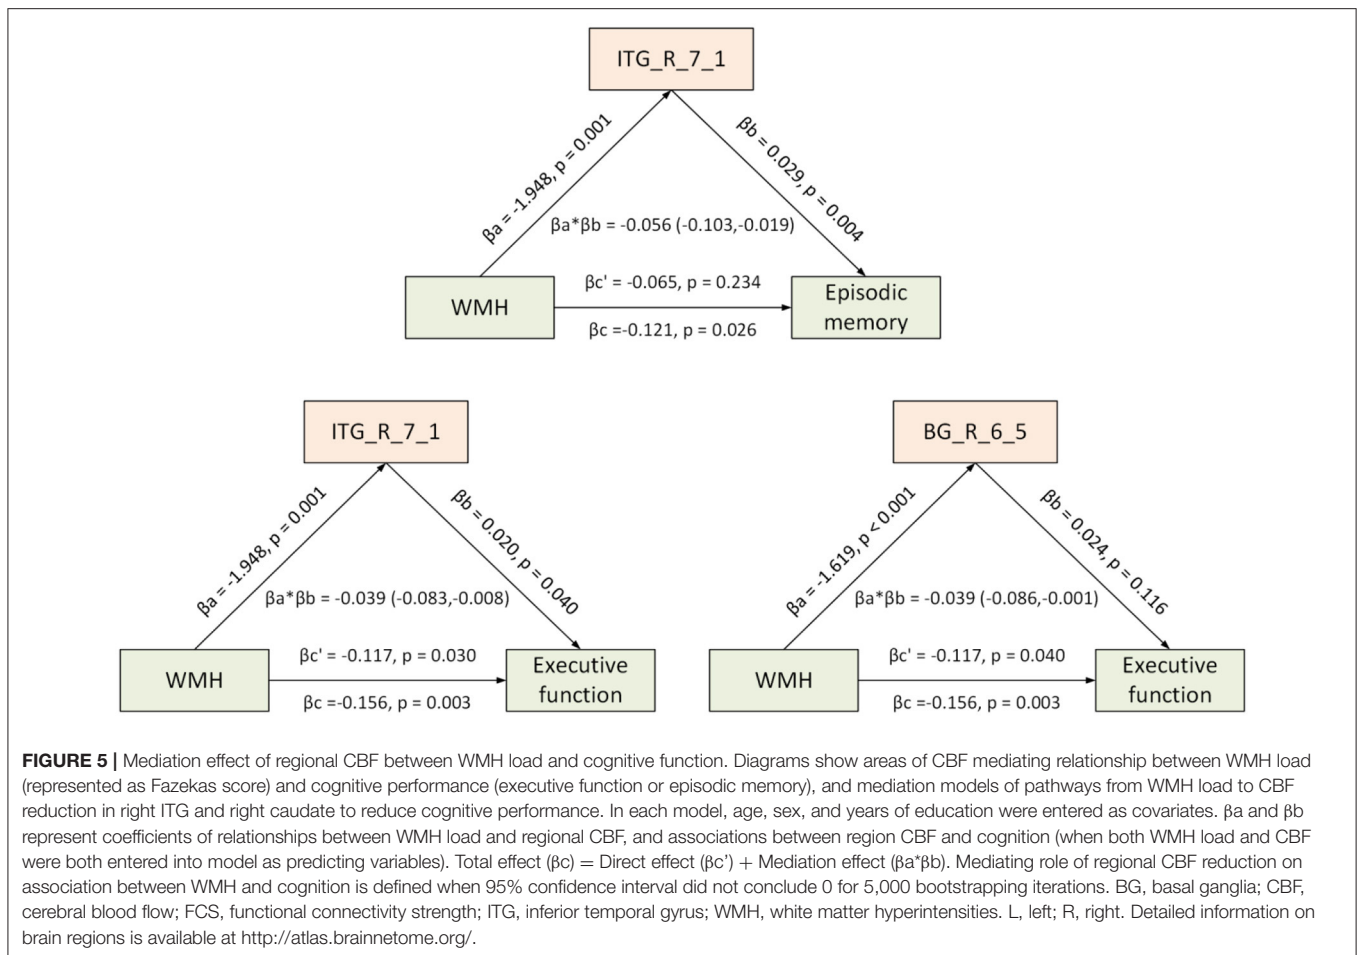 ITG_R_7_1
βa = -1.948, p = 0.001
βb = 0.029, p = 0.004
βa*βb = -0.056 (-0.103,-0.019)
WMH
βc' = -0.065, p = 0.234
βc =-0.121, p = 0.026
Episodic
memory
ITG_R_7_1
βa = -1.948, p = 0.001
βb = 0.020, p = 0.040
βa*βb = -0.039 (-0.083,-0.008)
WMH
βc' = -0.117, p = 0.030
βc =-0.156, p = 0.003
Executive
function
BG_R_6_5
βa = -1.619, p < 0.001
βb = 0.024, p = 0.116
βa*βb = -0.039 (-0.086,-0.001)
WMH
βc' = -0.117, p = 0.040
βc =-0.156, p = 0.003
Executive
function
FIGURE 5 | Mediation effect of regional CBF between WMH load and cognitive function. Diagrams show areas of CBF mediating relationship between WMH load
(represented as Fazekas score) and cognitive performance (executive function or episodic memory), and mediation models of pathways from WMH load to CBF
reduction in right ITG and right caudate to reduce cognitive performance. In each model, age, sex, and years of education were entered as covariates. βa and βb
represent coefficients of relationships between WMH load and regional CBF, and associations between region CBF and cognition (when both WMH load and CBF
were both entered into model as predicting variables). Total effect (βc) = Direct effect (βc') + Mediation effect (βa*βb). Mediating role of regional CBF reduction on
association between WMH and cognition is defined when 95% confidence interval did not conclude 0 for 5,000 bootstrapping iterations. BG, basal ganglia; CBF,
cerebral blood flow; FCS, functional connectivity strength; ITG, inferior temporal gyrus; WMH, white matter hyperintensities. L, left; R, right. Detailed information on
brain regions is available at http://atlas.brainnetome.org/.